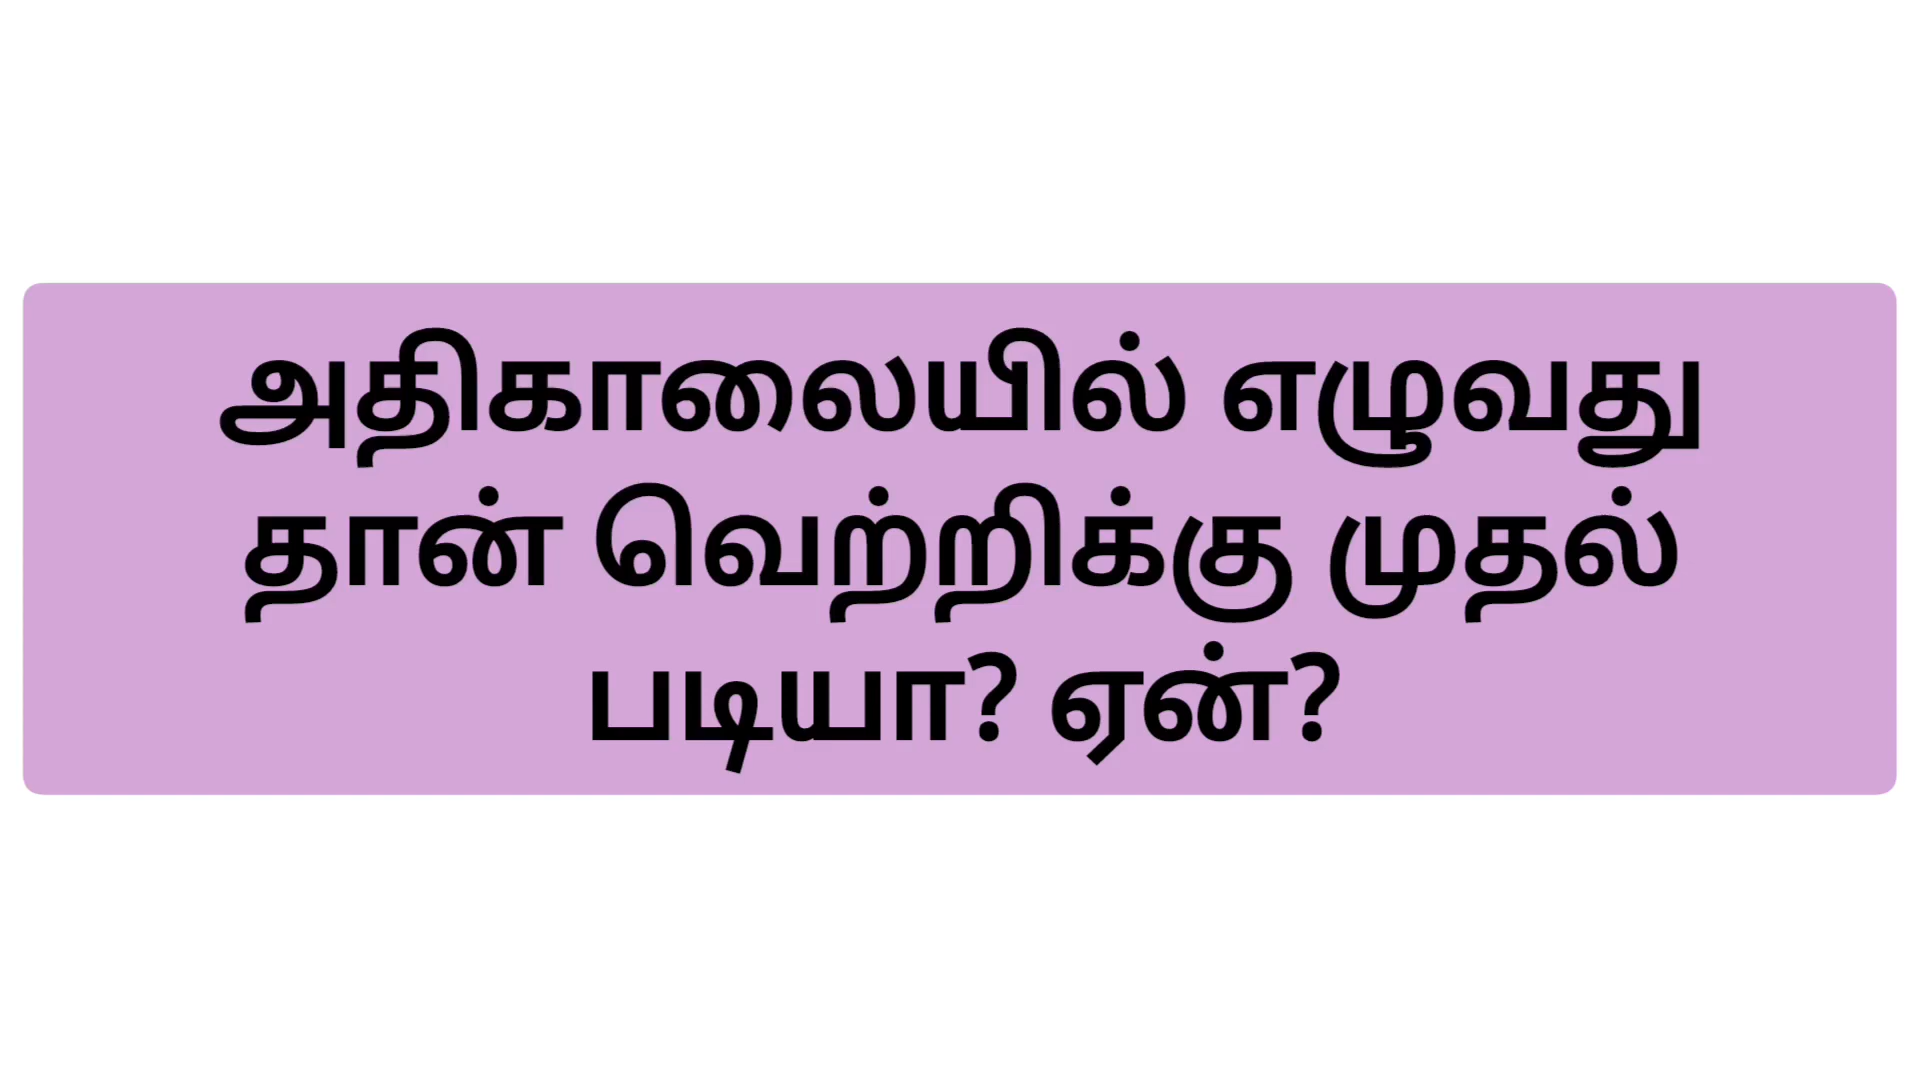 அதிகாலையில் எழுவது
தான் வெற்றிக்கு முதல்
படியா? ஏன்?